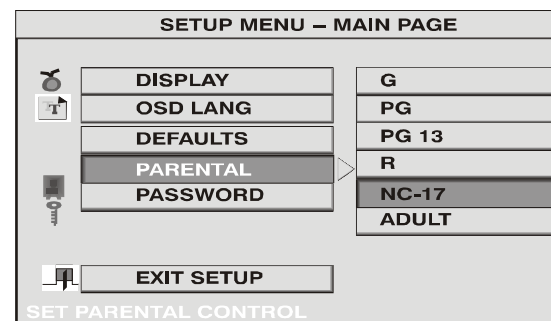 SETUP MENU – MAIN PAGE
DISPLAY
OSD LANG
DEFAULTS
PARENTAL
PASSWORD
EXIT SETUP
G
PG
PG 13
R
NC-17
ADULT
T
SET PARENTAL CONTROL